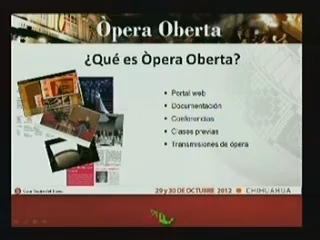 Òpera Oberta
¿Qué es Òpera Oberta?
Portal web
Documentación
Conferencias
Clases previas
Transmisiones de ópera
29 y 30 DE OCTUBRE 2012 CHIHUAHUA